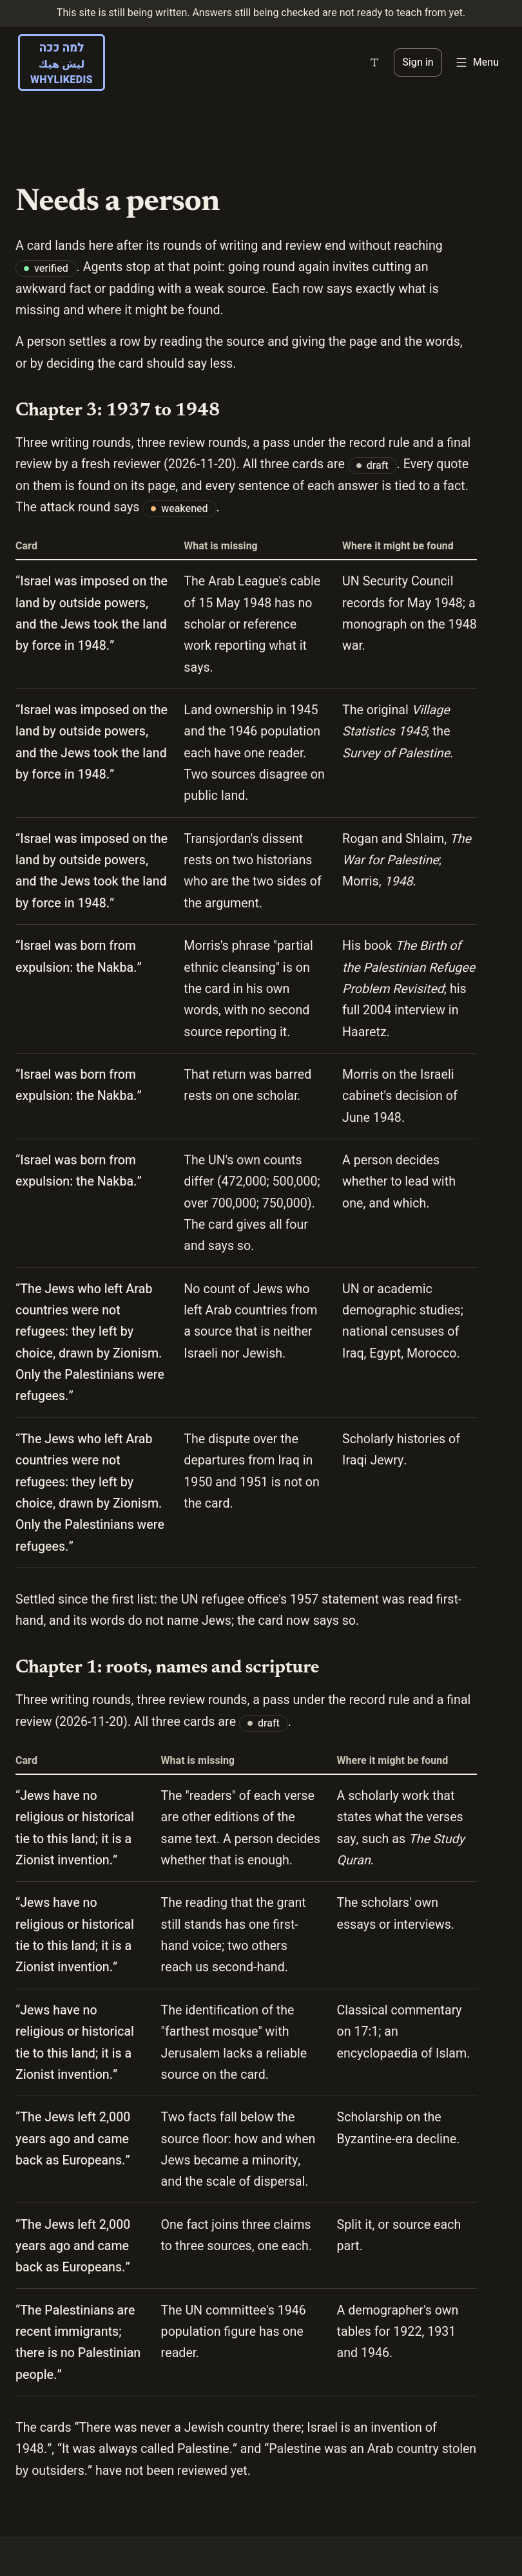 This site is still being written. Answers still being checked are not ready to teach from yet.
למה ככה
ليش هيك
WHYLIKEDIS
T
Sign in
Menu
Needs a person
A card lands here after its rounds of writing and review end without reaching
verified. Agents stop at that point: going round again invites cutting an
awkward fact or padding with a weak source. Each row says exactly what is
missing and where it might be found.
A person settles a row by reading the source and giving the page and the words,
or by deciding the card should say less.
Chapter 3: 1937 to 1948
Three writing rounds, three review rounds, a pass under the record rule and a final
review by a fresh reviewer (2026-11-20). All three cards are draft. Every quote
on them is found on its page, and every sentence of each answer is tied to a fact.
The attack round says weakened.
Card
What is missing
Where it might be found
“Israel was imposed on the
land by outside powers,
and the Jews took the land
by force in 1948.”
The Arab League's cable
of 15 May 1948 has no
scholar or reference
work reporting what it
says.
UN Security Council
records for May 1948; a
monograph on the 1948
war.
“Israel was imposed on the
land by outside powers,
and the Jews took the land
by force in 1948.”
Land ownership in 1945
and the 1946 population
each have one reader.
Two sources disagree on
public land.
The original Village
Statistics 1945; the
Survey of Palestine.
“Israel was imposed on the
land by outside powers,
and the Jews took the land
by force in 1948.”
Transjordan's dissent
rests on two historians
who are the two sides of
the argument.
Rogan and Shlaim, The
War for Palestine;
Morris, 1948.
“Israel was born from
expulsion: the Nakba.”
Morris's phrase "partial
ethnic cleansing" is on
the card in his own
words, with no second
source reporting it.
His book The Birth of
the Palestinian Refugee
Problem Revisited; his
full 2004 interview in
Haaretz.
“Israel was born from
expulsion: the Nakba.”
That return was barred
rests on one scholar.
Morris on the Israeli
cabinet's decision of
June 1948.
“Israel was born from
expulsion: the Nakba.”
The UN's own counts
differ (472,000; 500,000;
over 700,000; 750,000).
The card gives all four
and says so.
A person decides
whether to lead with
one, and which.
“The Jews who left Arab
countries were not
refugees: they left by
choice, drawn by Zionism.
Only the Palestinians were
refugees.”
No count of Jews who
left Arab countries from
a source that is neither
Israeli nor Jewish.
UN or academic
demographic studies;
national censuses of
Iraq, Egypt, Morocco.
“The Jews who left Arab
countries were not
refugees: they left by
choice, drawn by Zionism.
Only the Palestinians were
refugees.”
The dispute over the
departures from Iraq in
1950 and 1951 is not on
the card.
Scholarly histories of
Iraqi Jewry.
Settled since the first list: the UN refugee office's 1957 statement was read first-
hand, and its words do not name Jews; the card now says so.
Chapter 1: roots, names and scripture
Three writing rounds, three review rounds, a pass under the record rule and a final
review (2026-11-20). All three cards are draft.
Card
What is missing
Where it might be found
“Jews have no
religious or historical
tie to this land; it is a
Zionist invention.”
The "readers" of each verse
are other editions of the
same text. A person decides
whether that is enough.
A scholarly work that
states what the verses
say, such as The Study
Quran.
“Jews have no
religious or historical
tie to this land; it is a
Zionist invention.”
The reading that the grant
still stands has one first-
hand voice; two others
reach us second-hand.
The scholars' own
essays or interviews.
“Jews have no
religious or historical
tie to this land; it is a
Zionist invention.”
The identification of the
"farthest mosque" with
Jerusalem lacks a reliable
source on the card.
Classical commentary
on 17:1; an
encyclopaedia of Islam.
“The Jews left 2,000
years ago and came
back as Europeans.”
Two facts fall below the
source floor: how and when
Jews became a minority,
and the scale of dispersal.
Scholarship on the
Byzantine-era decline.
“The Jews left 2,000
years ago and came
back as Europeans.”
One fact joins three claims
to three sources, one each.
Split it, or source each
part.
“The Palestinians are
recent immigrants;
there is no Palestinian
people.”
The UN committee's 1946
population figure has one
reader.
A demographer's own
tables for 1922, 1931
and 1946.
The cards “There was never a Jewish country there; Israel is an invention of
1948.”, “It was always called Palestine.” and “Palestine was an Arab country stolen
by outsiders.” have not been reviewed yet.